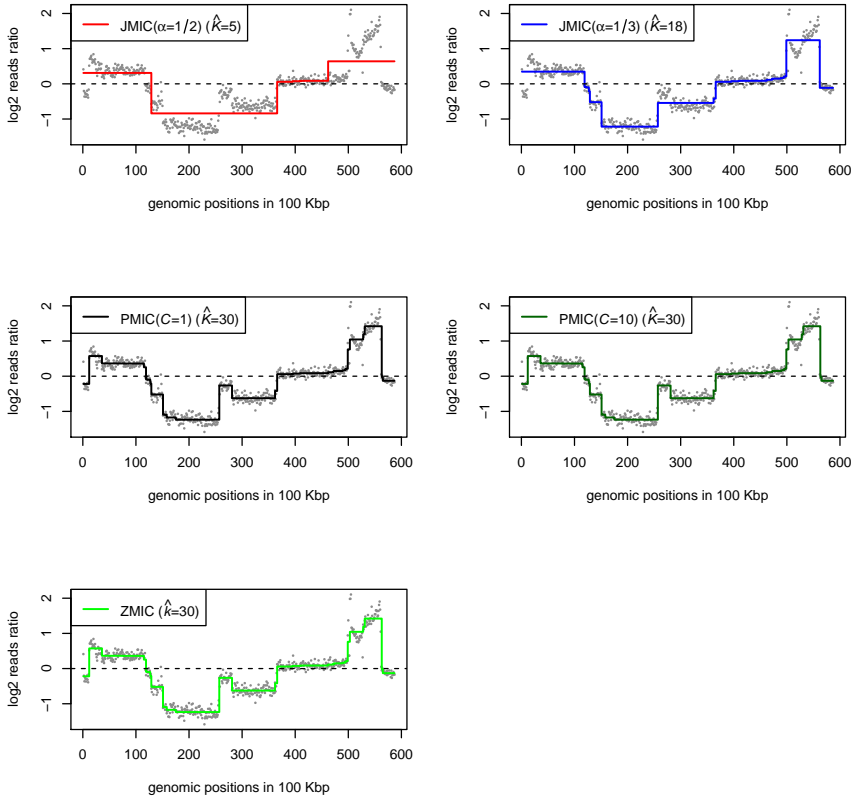 JMIC(α=1/2) (K̂=5)
log2 reads ratio
2
1
0
−1
0 100 200 300 400 500 600
genomic positions in 100 Kbp
JMIC(α=1/3) (K̂=18)
log2 reads ratio
2
1
0
−1
0 100 200 300 400 500 600
genomic positions in 100 Kbp
PMIC(C=1) (K̂=30)
log2 reads ratio
2
1
0
−1
0 100 200 300 400 500 600
genomic positions in 100 Kbp
PMIC(C=10) (K̂=30)
log2 reads ratio
2
1
0
−1
0 100 200 300 400 500 600
genomic positions in 100 Kbp
ZMIC (k̂=30)
log2 reads ratio
2
1
0
−1
0 100 200 300 400 500 600
genomic positions in 100 Kbp